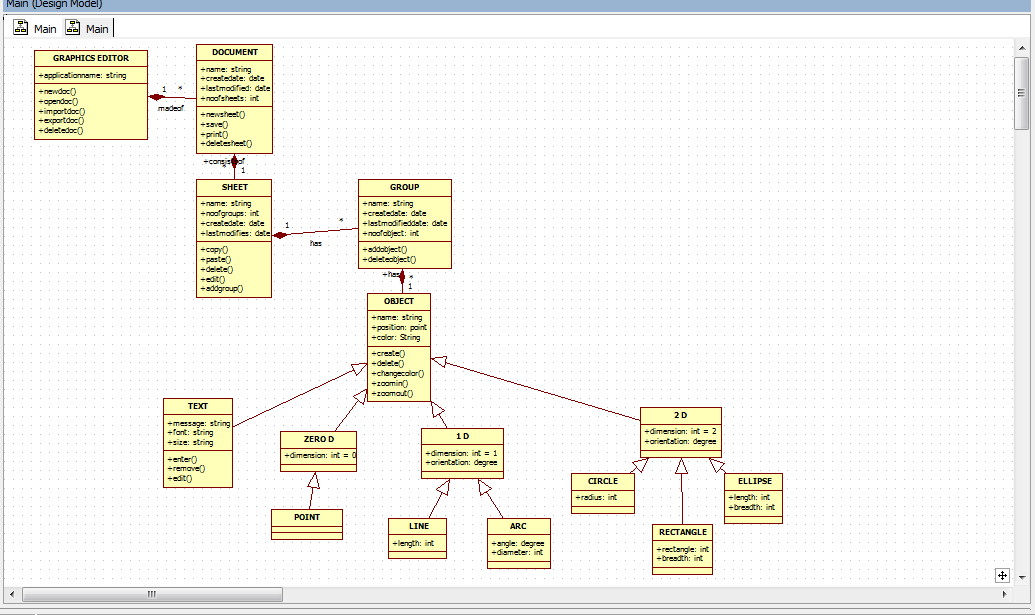 Main (Design Model)
Main Main
GRAPHICS EDITOR
+applicationname: string
+newdoc()
+opendoc()
+importdoc()
+exportdoc()
+deletedoc()
1 *
madeof
DOCUMENT
+name: string
+createdate: date
+lastmodified: date
+noofsheets: int
+newsheet()
+save()
+print()
+deletesheet()
+consistof
*
1
SHEET
+name: string
+noofgroups: int
+createdate: date
+lastmodifies: date
+copy()
+paste()
+delete()
+edit()
+addgroup()
1 *
has
GROUP
+name: string
+createdate: date
+lastmodifieddate: date
+noofobject: int
+addobject()
+deleteobject()
+has *
1
OBJECT
+name: string
+position: point
+color: String
+create()
+delete()
+changecolor()
+zoomin()
+zoomout()
TEXT
+message: string
+font: string
+size: string
+enter()
+remove()
+edit()
ZERO D
+dimension: int = 0
1 D
+dimension: int = 1
+orientation: degree
2 D
+dimension: int = 2
+orientation: degree
POINT
LINE
+length: int
ARC
+angle: degree
+diameter: int
CIRCLE
+radius: int
RECTANGLE
+rectangle: int
+breadth: int
ELLIPSE
+length: int
+breadth: int